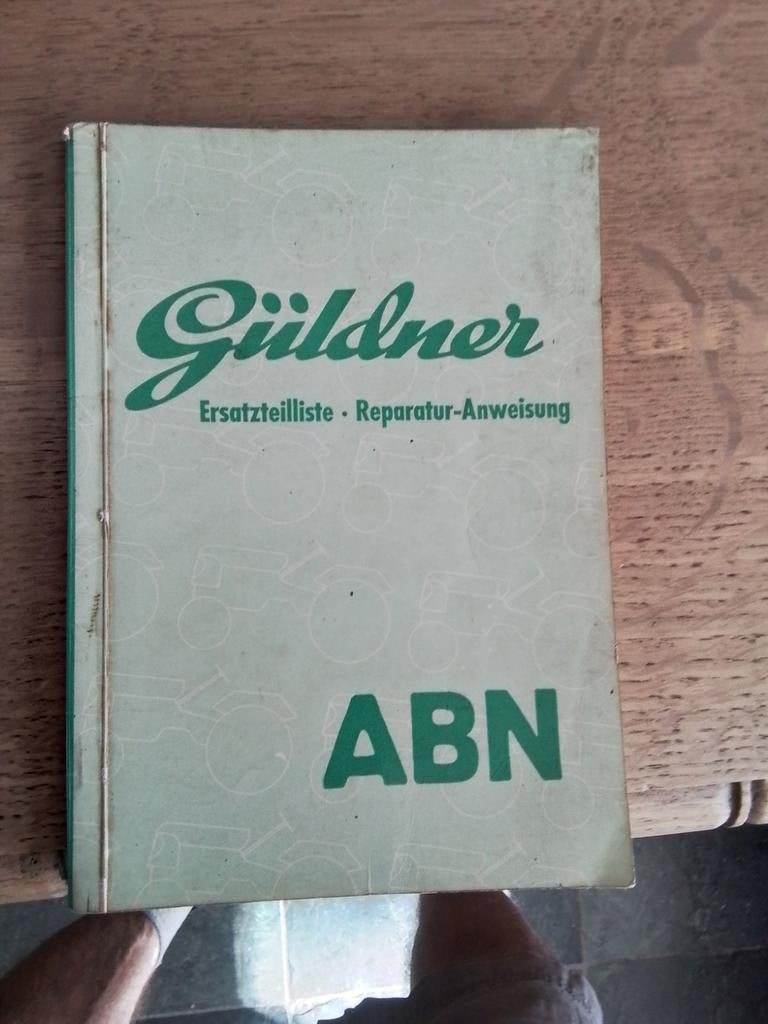 Güldner
Ersatzteilliste · Reparatur-Anweisung
ABN